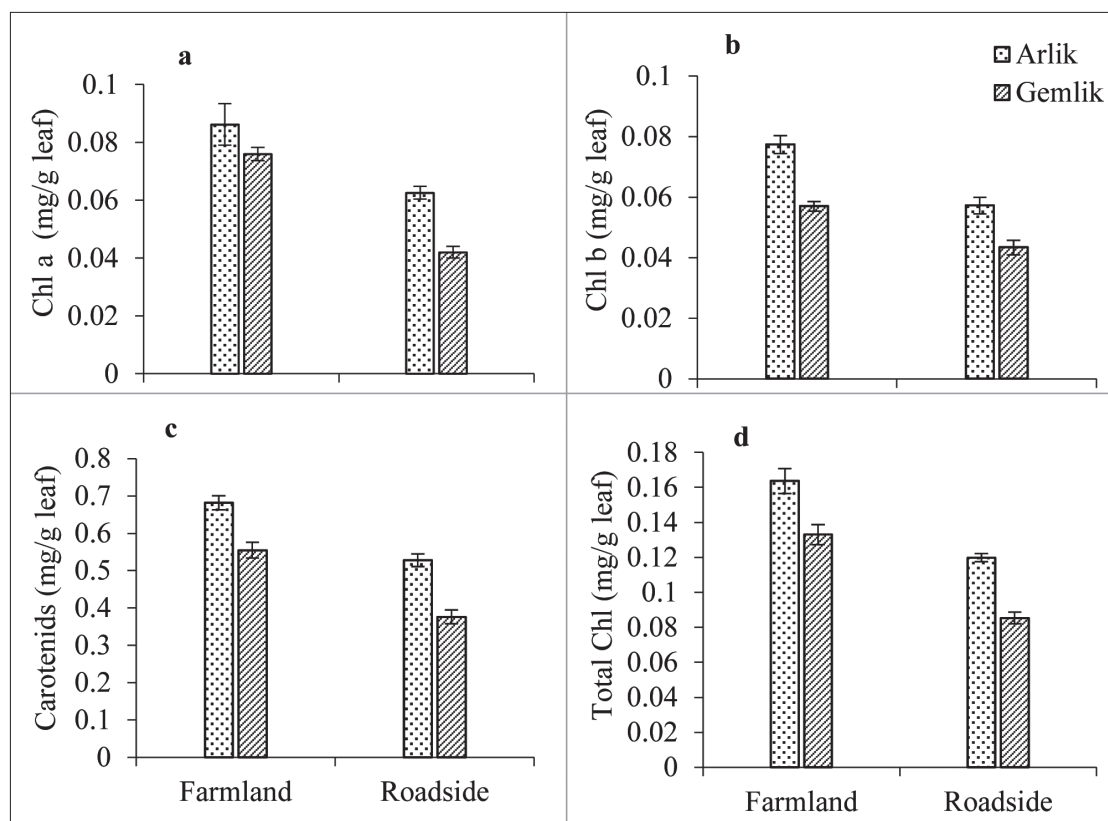 a
Chl a (mg/g leaf)
0.1
0.08
0.06
0.04
0.02
0
b
Arlik
Gemlik
Chl b (mg/g leaf)
0.1
0.08
0.06
0.04
0.02
0
c
Carotenids (mg/g leaf)
0.8
0.7
0.6
0.5
0.4
0.3
0.2
0.1
0
Farmland Roadside
d
Total Chl (mg/g leaf)
0.18
0.16
0.14
0.12
0.1
0.08
0.06
0.04
0.02
0
Farmland Roadside